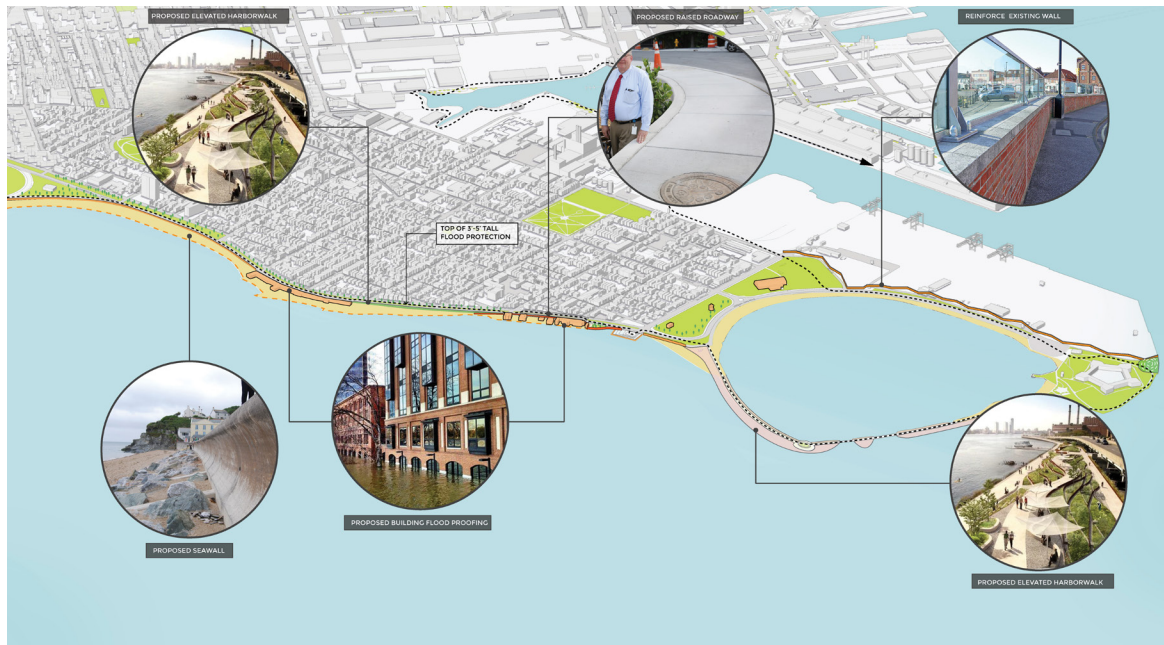 PROPOSED ELEVATED HARBORWALK
PROPOSED RAISED ROADWAY
REINFORCE EXISTING WALL
TOP OF 3'-5' TALL
FLOOD PROTECTION
PROPOSED BUILDING FLOOD PROOFING
PROPOSED SEAWALL
PROPOSED ELEVATED HARBORWALK